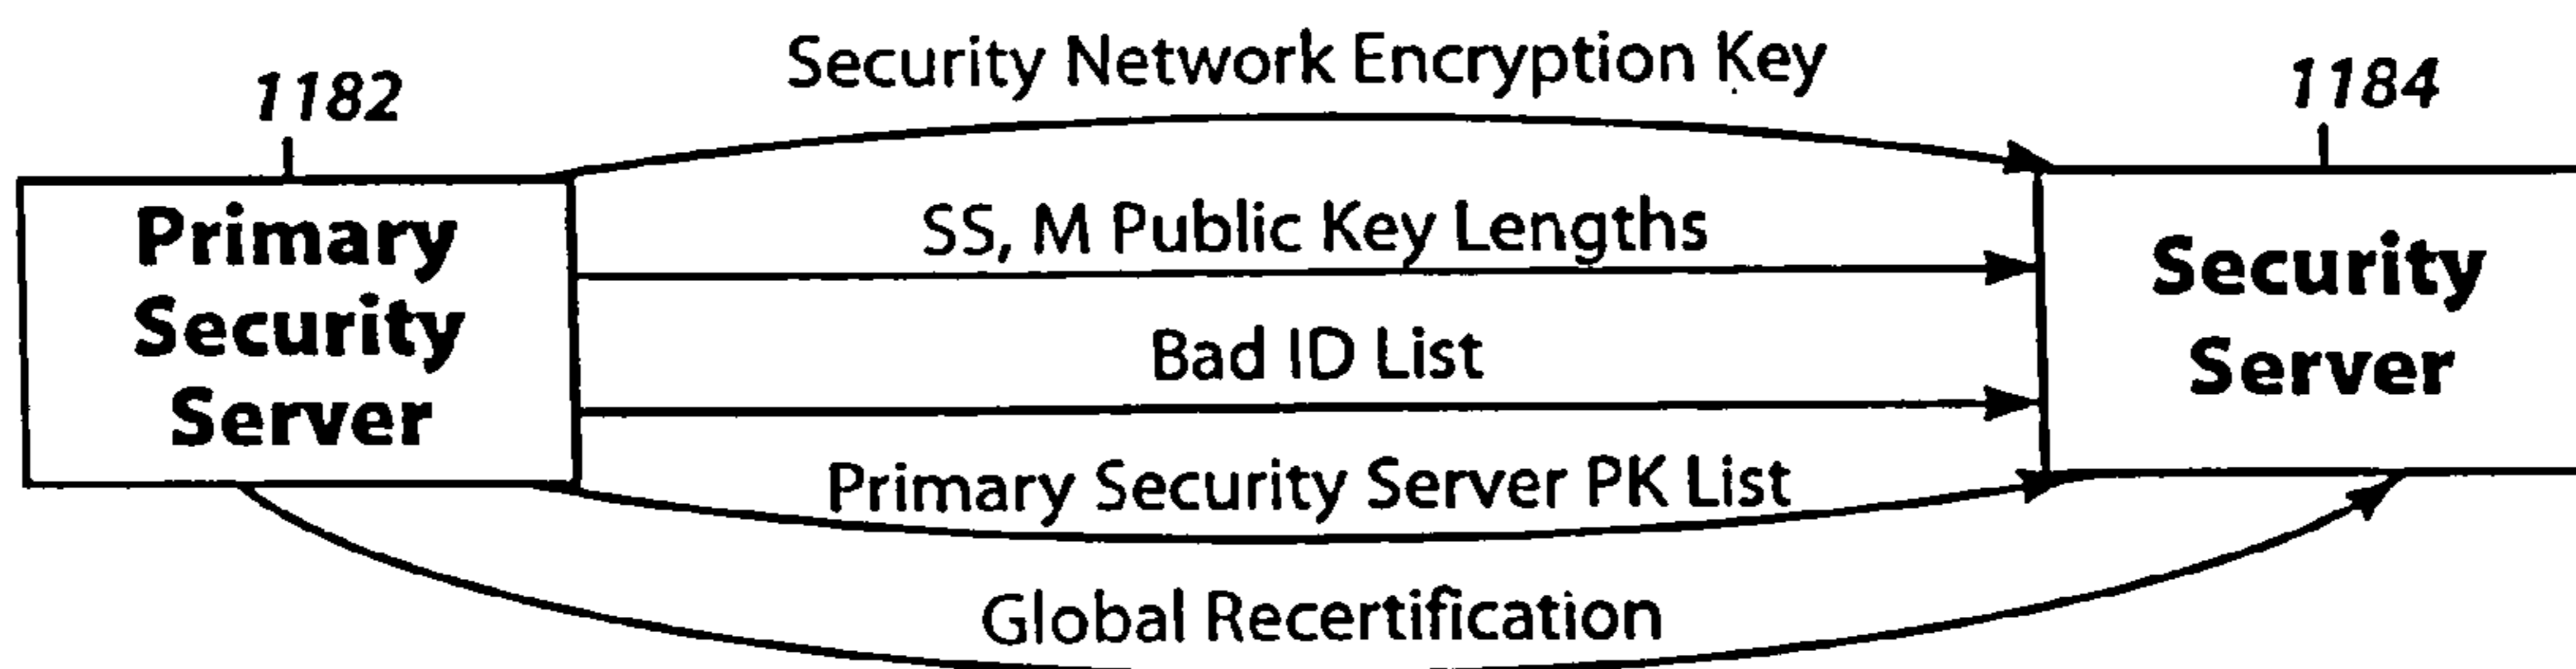 Security Network Encryption Key
1182
1184
SS, M Public Key Lengths
Primary
Security
Server
Security
Server
Bad ID List
Primary Security Server PK List
Global Recertification